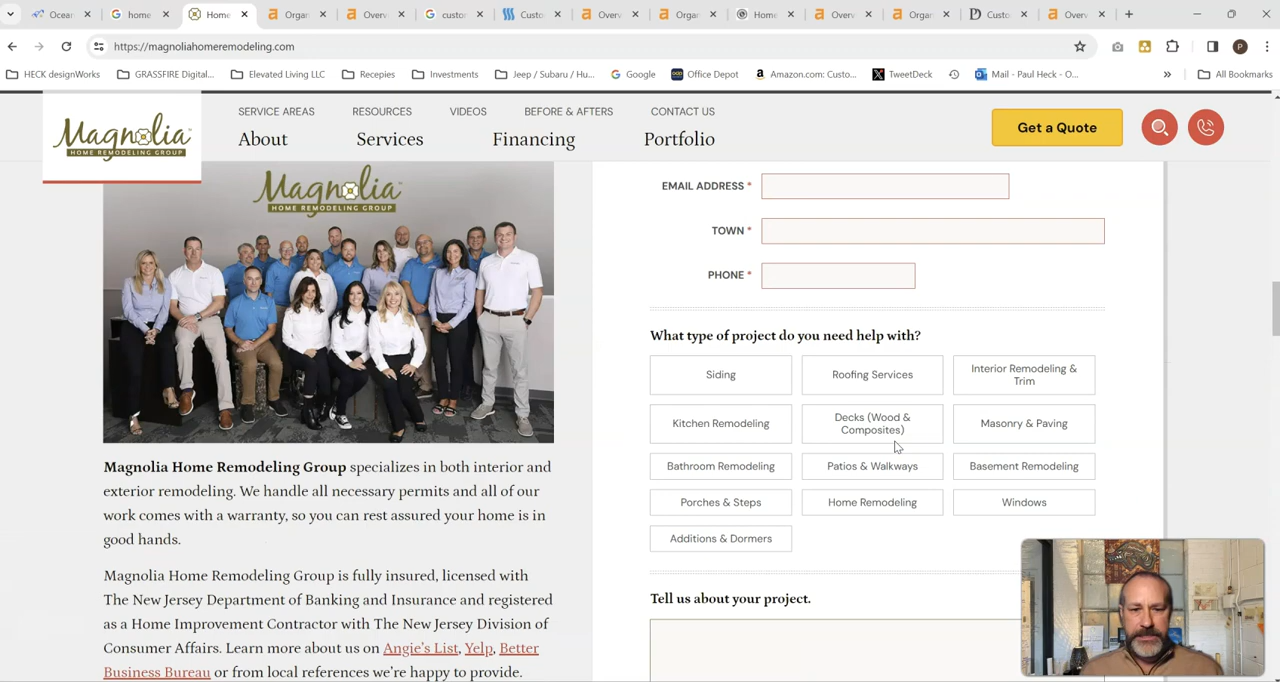 Ocean
home
Home
Organ
Overv
custor
Custo
Overv
Organ
Home
Overv
Organ
Custo
Overv
https://magnoliahomeremodeling.com
HECK designWorks
GRASSFIRE Digital...
Elevated Living LLC
Recepies
Investments
Jeep / Subaru / Hu...
Google
Office Depot
Amazon.com: Custo...
TweetDeck
Mail - Paul Heck - O...
»
All Bookmarks
Magnolia
HOME REMODELING GROUP
SERVICE AREAS
RESOURCES
VIDEOS
BEFORE & AFTERS
CONTACT US
About
Services
Financing
Portfolio
Get a Quote
Magnolia
HOME REMODELING GROUP
EMAIL ADDRESS *
TOWN *
PHONE *
What type of project do you need help with?
Siding
Roofing Services
Interior Remodeling &
Trim
Kitchen Remodeling
Decks (Wood &
Composites)
Masonry & Paving
Bathroom Remodeling
Patios & Walkways
Basement Remodeling
Porches & Steps
Home Remodeling
Windows
Additions & Dormers
Tell us about your project.
Magnolia Home Remodeling Group specializes in both interior and
exterior remodeling. We handle all necessary permits and all of our
work comes with a warranty, so you can rest assured your home is in
good hands.
Magnolia Home Remodeling Group is fully insured, licensed with
The New Jersey Department of Banking and Insurance and registered
as a Home Improvement Contractor with The New Jersey Division of
Consumer Affairs. Learn more about us on Angie's List, Yelp, Better
Business Bureau or from local references we're happy to provide.